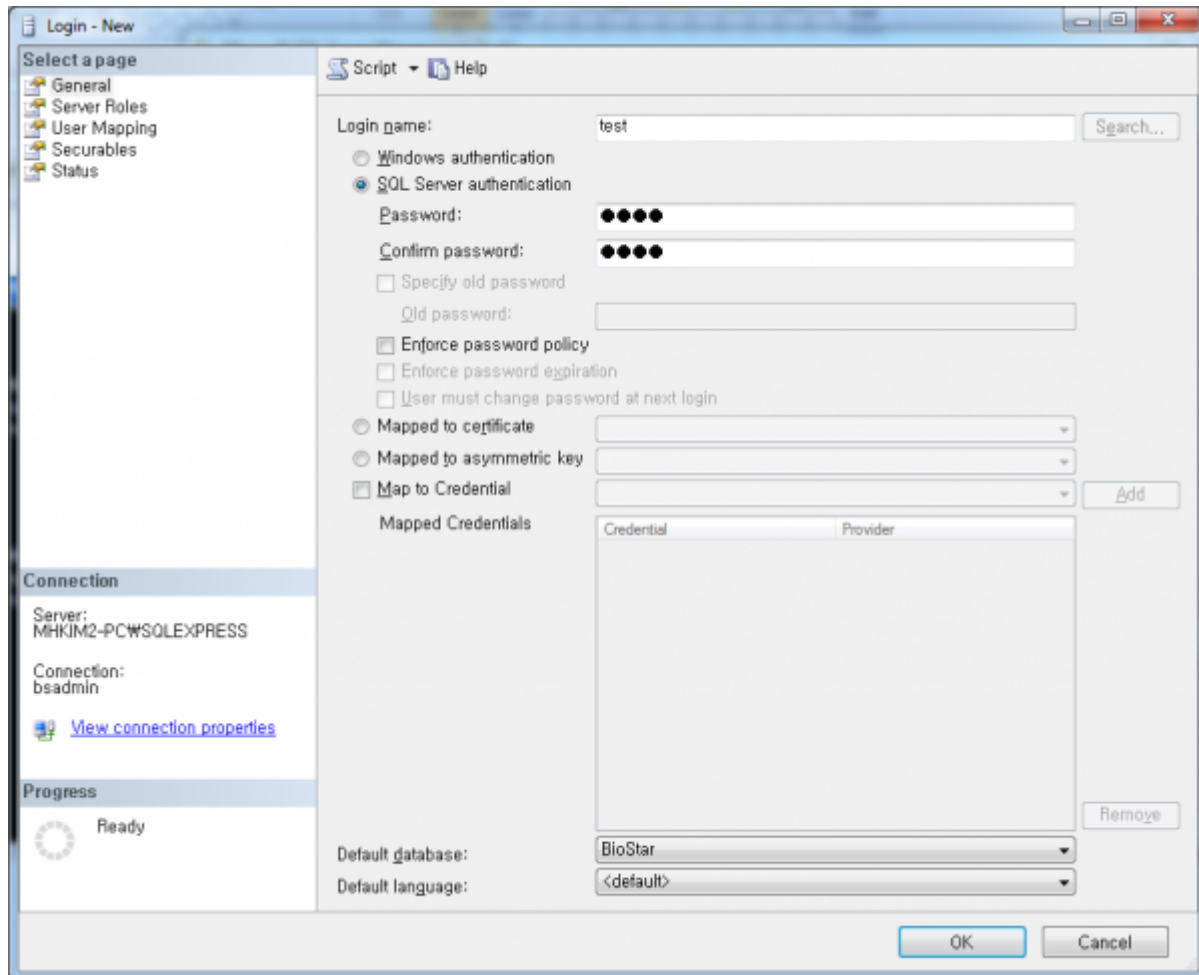 Login - New
Select a page
General
Server Roles
User Mapping
Securables
Status
Script
Help
Login name:
test
Search...
Windows authentication
SQL Server authentication
Password:
●●●●
Confirm password:
●●●●
Specify old password
Old password:
Enforce password policy
Enforce password expiration
User must change password at next login
Mapped to certificate
Mapped to asymmetric key
Map to Credential
Add
Mapped Credentials
Credential Provider
Remove
Default database:
BioStar
Default language:
<default>
Connection
Server:
MHKIM2-PC₩SQLEXPRESS
Connection:
bsadmin
View connection properties
Progress
Ready
OK
Cancel